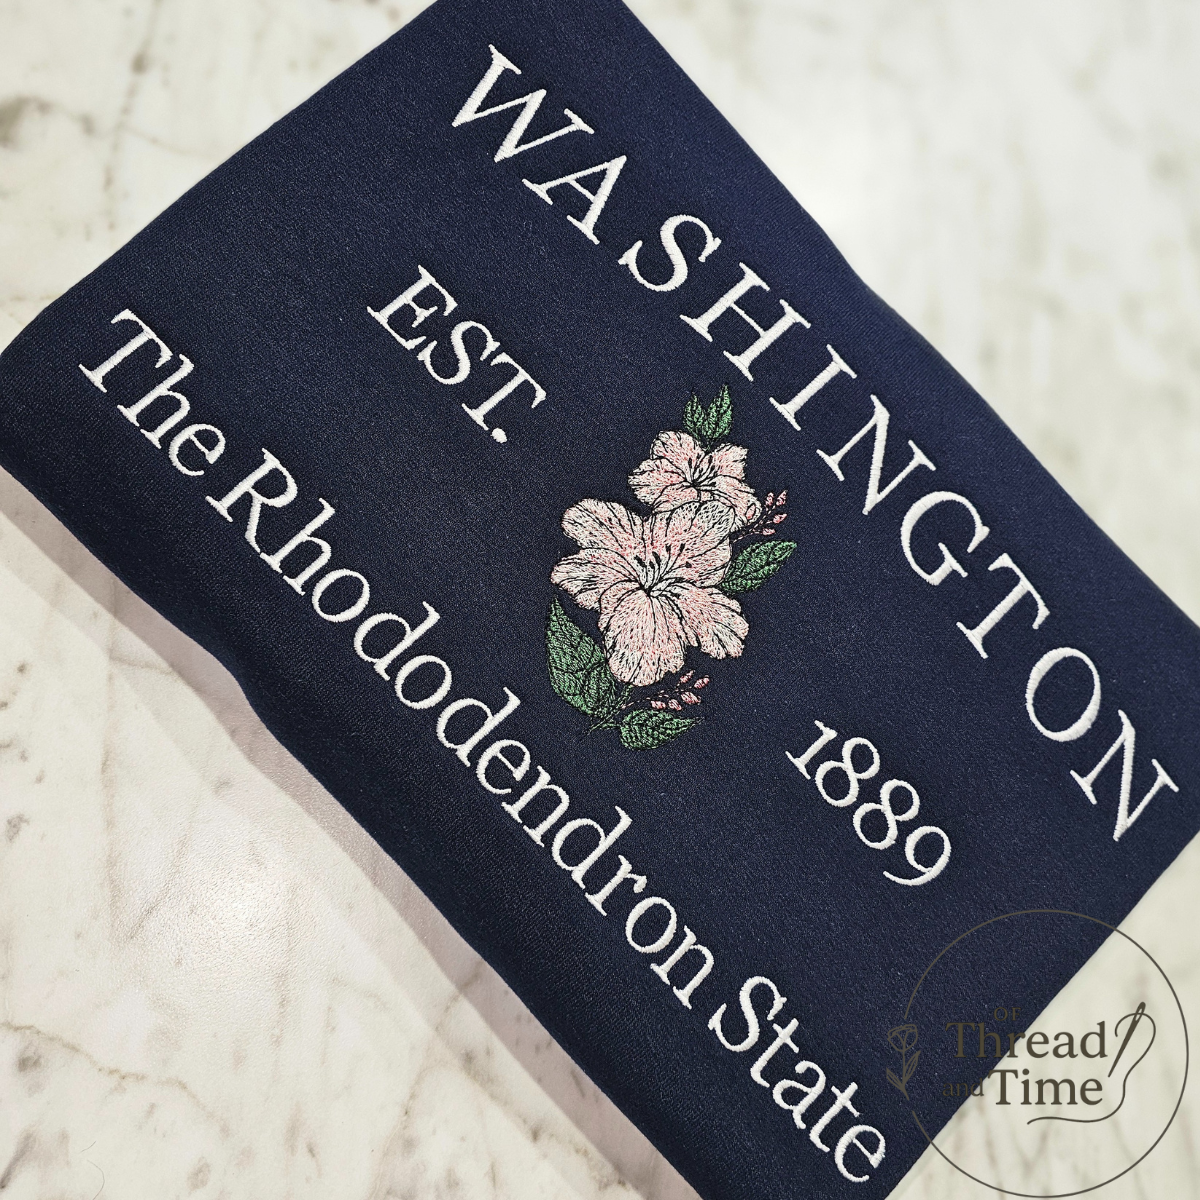 WASHINGTON
EST. 1889
The Rhododendron State
OF
Thread
and Time